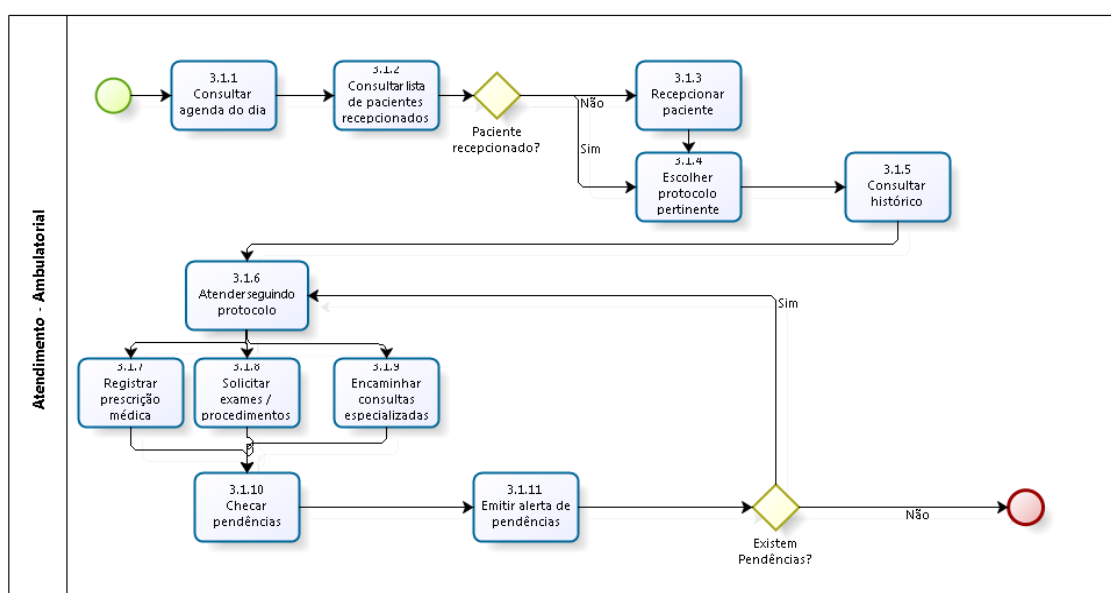 Atendimento - Ambulatorial
3.1.1
Consultar
agenda do dia
3.1.2
Consultar lista
de pacientes
recepcionados
Paciente
recepcionado?
Não
Sim
3.1.3
Recepcionar
paciente
3.1.4
Escolher
protocolo
pertinente
3.1.5
Consultar
histórico
3.1.6
Atender seguindo
protocolo
Sim
3.1.7
Registrar
prescrição
médica
3.1.8
Solicitar
exames /
procedimentos
3.1.9
Encaminhar
consultas
especializadas
3.1.10
Checar
pendências
3.1.11
Emitir alerta de
pendências
Existem
Pendências?
Não